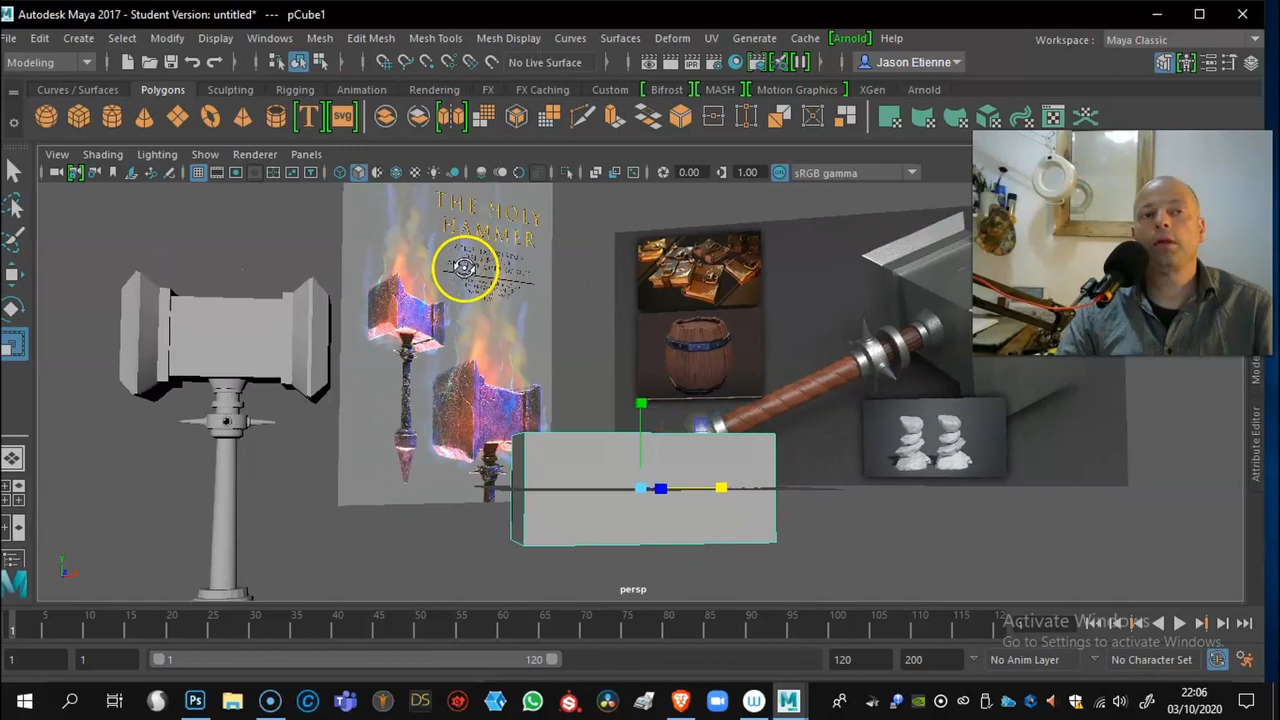 Autodesk Maya 2017 - Student Version: untitled* --- pCube1
File Edit Create Select Modify Display Windows Mesh Edit Mesh Mesh Tools Mesh Display Curves Surfaces Deform UV Generate Cache [Arnold] Help
Workspace : Maya Classic
Modeling
No Live Surface
Jason Etienne
Curves / Surfaces Polygons Sculpting Rigging Animation Rendering FX FX Caching Custom Bifrost MASH Motion Graphics XGen Arnold
T SVG
IPR
View Shading Lighting Show Renderer Panels
0.00 1.00 sRGB gamma
THE HOLY
HAMMER
Attribute Editor
y
persp
5 10 15 20 25 30 35 40 45 50 55 60 65 70 75 80 85 90 95 100 105 110 115 12
1
1 1 1 120 120 200 No Anim Layer No Character Set
Activate Windows
Go to Settings to activate Windows.
Ps DS
22:06
03/10/2020